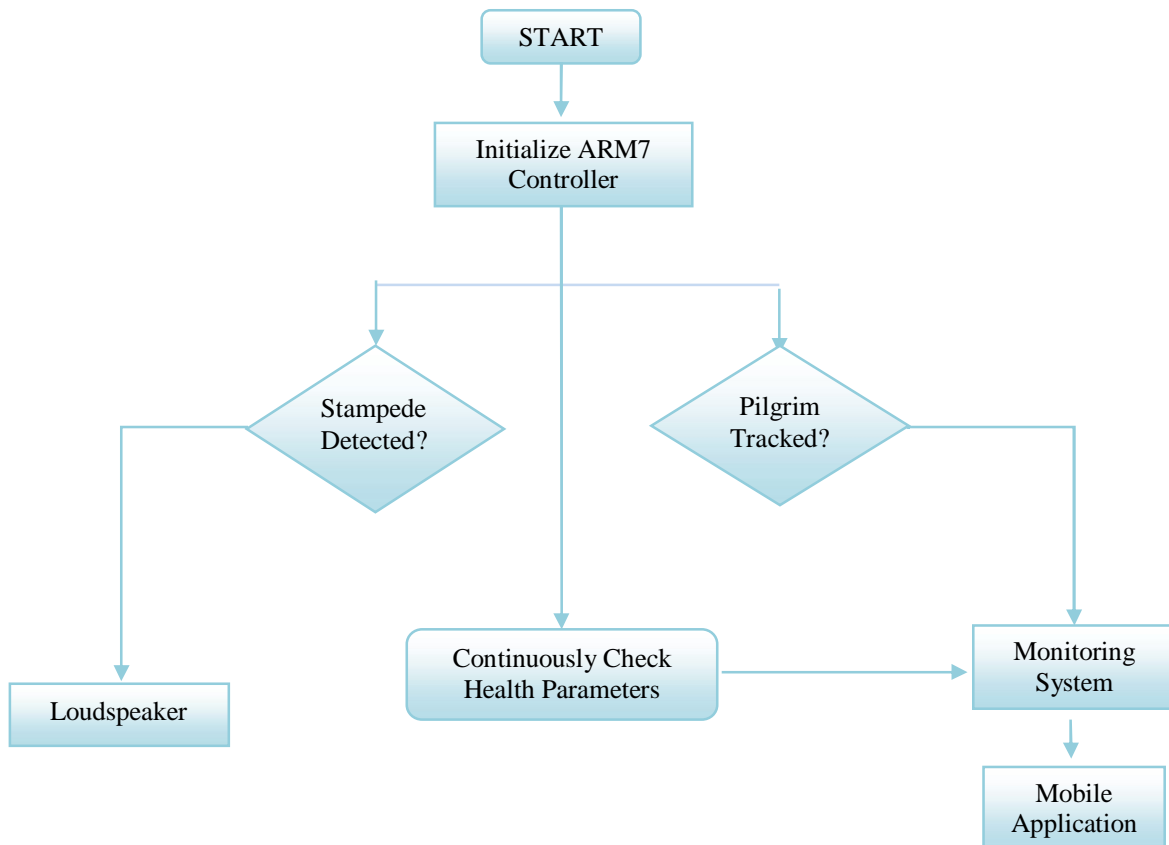 START
Initialize ARM7
Controller
Stampede
Detected?
Pilgrim
Tracked?
Continuously Check
Health Parameters
Monitoring
System
Loudspeaker
Mobile
Application